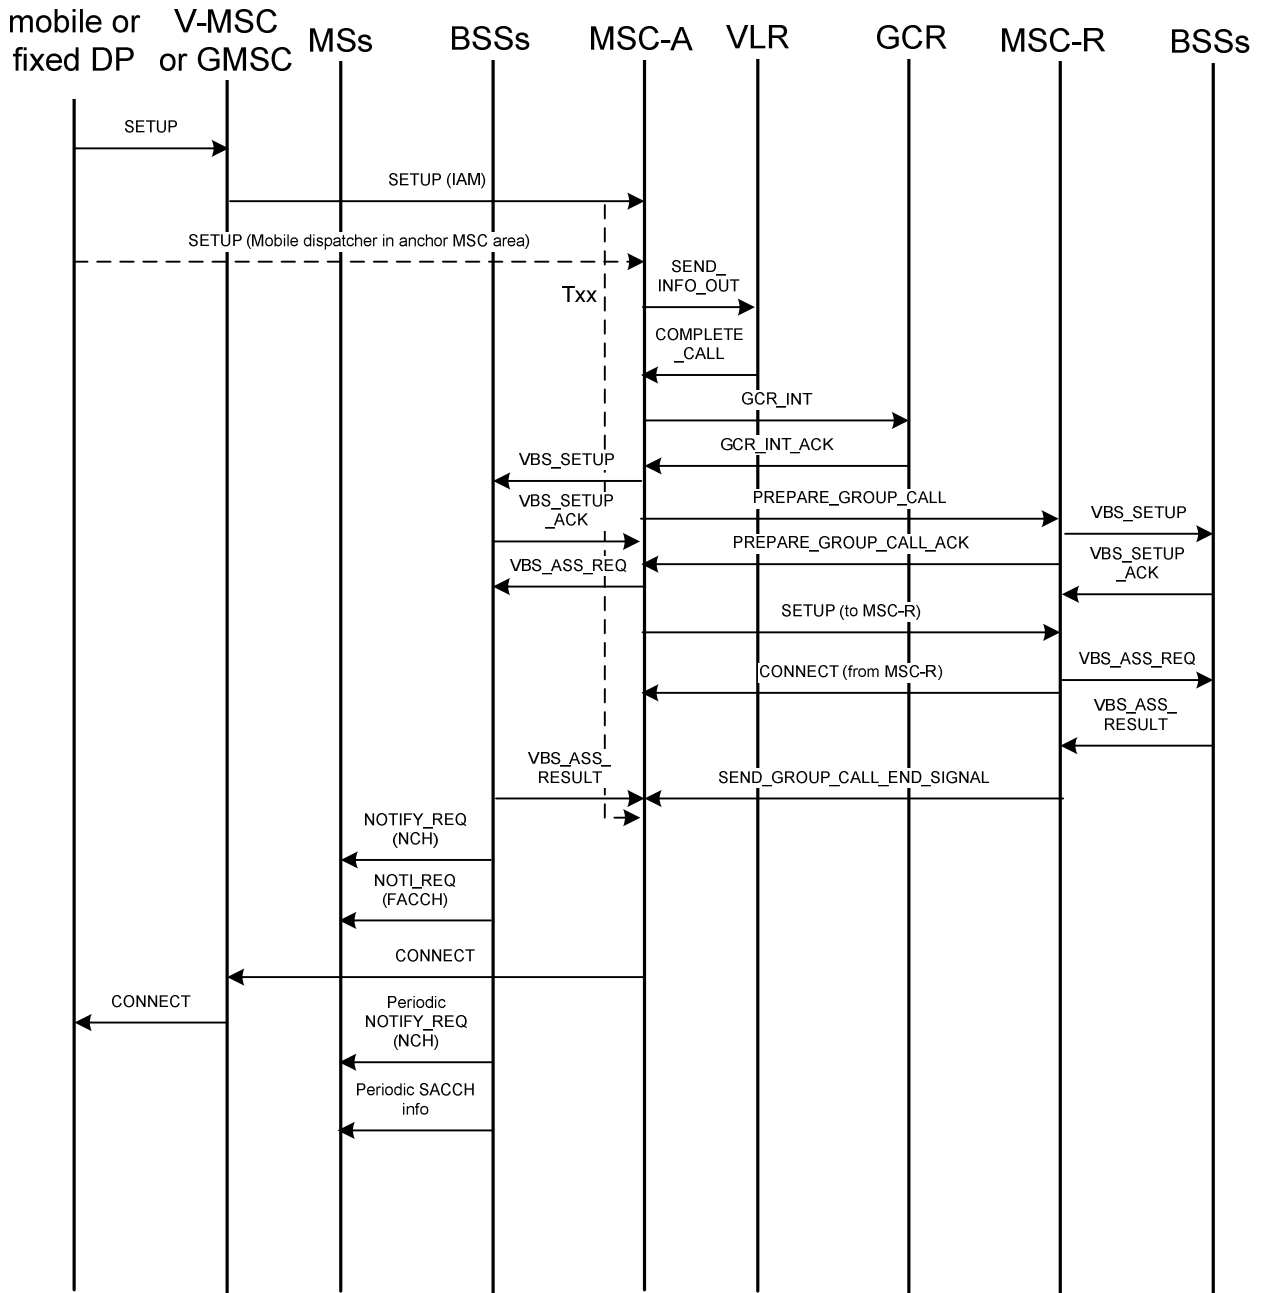 mobile or
fixed DP
V-MSC
or GMSC
MSs
BSSs
MSC-A
VLR
GCR
MSC-R
BSSs
SETUP
SETUP (IAM)
SETUP (Mobile dispatcher in anchor MSC area)
SEND_
INFO_OUT
Txx
COMPLETE
_CALL
GCR_INT
GCR_INT_ACK
VBS_SETUP
VBS_SETUP
_ACK
PREPARE_GROUP_CALL
VBS_SETUP
PREPARE_GROUP_CALL_ACK
VBS_SETUP
_ACK
VBS_ASS_REQ
SETUP (to MSC-R)
VBS_ASS_REQ
CONNECT (from MSC-R)
VBS_ASS_
RESULT
VBS_ASS_
RESULT
SEND_GROUP_CALL_END_SIGNAL
NOTIFY_REQ
(NCH)
NOTI_REQ
(FACCH)
CONNECT
CONNECT
Periodic
NOTIFY_REQ
(NCH)
Periodic SACCH
info